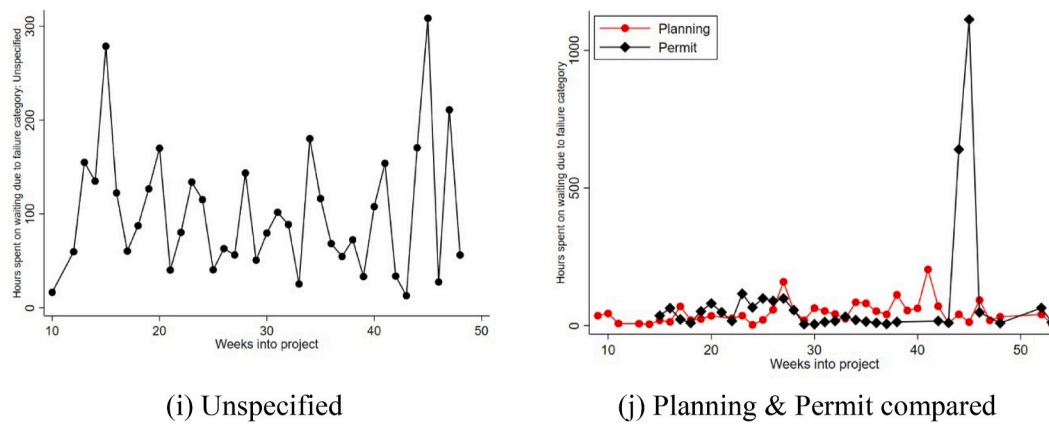 Hours spent on waiting due to failure category: Unspecified
300
200
100
0
10 20 30 40 50
Weeks into project
(i) Unspecified
Planning
Permit
Hours spent on waiting due to failure category
1000
500
0
10 20 30 40 50
Weeks into project
(j) Planning & Permit compared